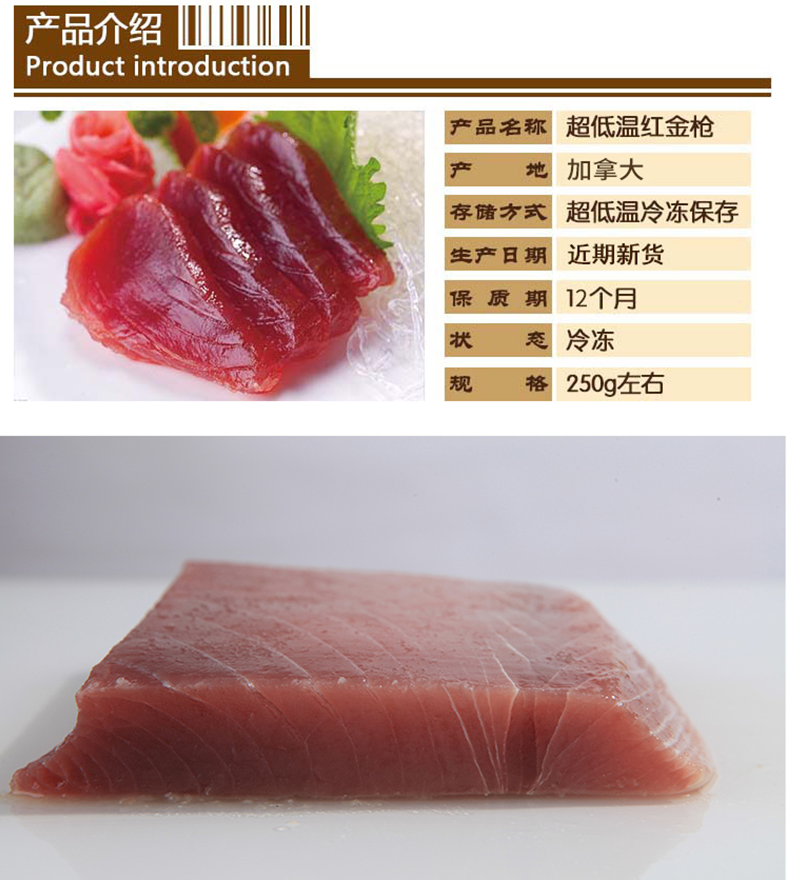 产品介绍
Product introduction
产品名称 超低温红金枪
产地 加拿大
存储方式 超低温冷冻保存
生产日期 近期新货
保质期 12个月
状态 冷冻
规格 250g左右